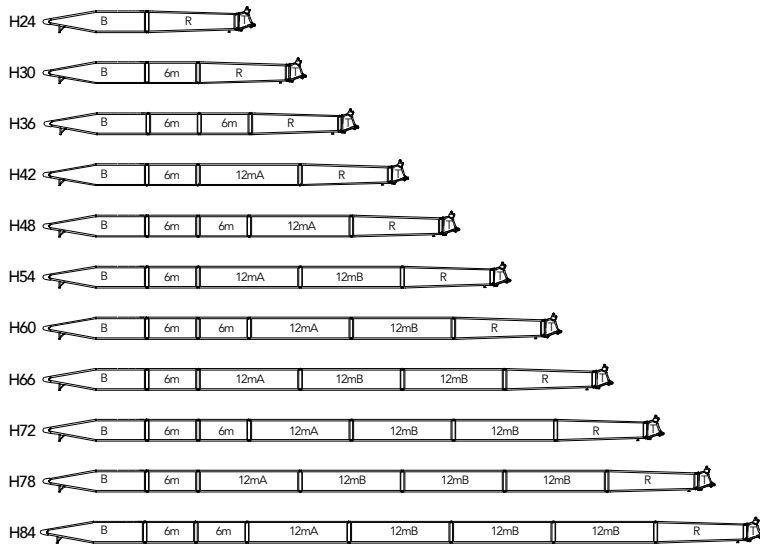 H24 B R T
H30 B 6m R T
H36 B 6m 6m R T
H42 B 6m 12mA R T
H48 B 6m 6m 12mA R T
H54 B 6m 12mA 12mB R T
H60 B 6m 6m 12mA 12mB R T
H66 B 6m 12mA 12mB 12mB R T
H72 B 6m 6m 12mA 12mB 12mB R T
H78 B 6m 12mA 12mB 12mB 12mB R T
H84 B 6m 6m 12mA 12mB 12mB 12mB R T